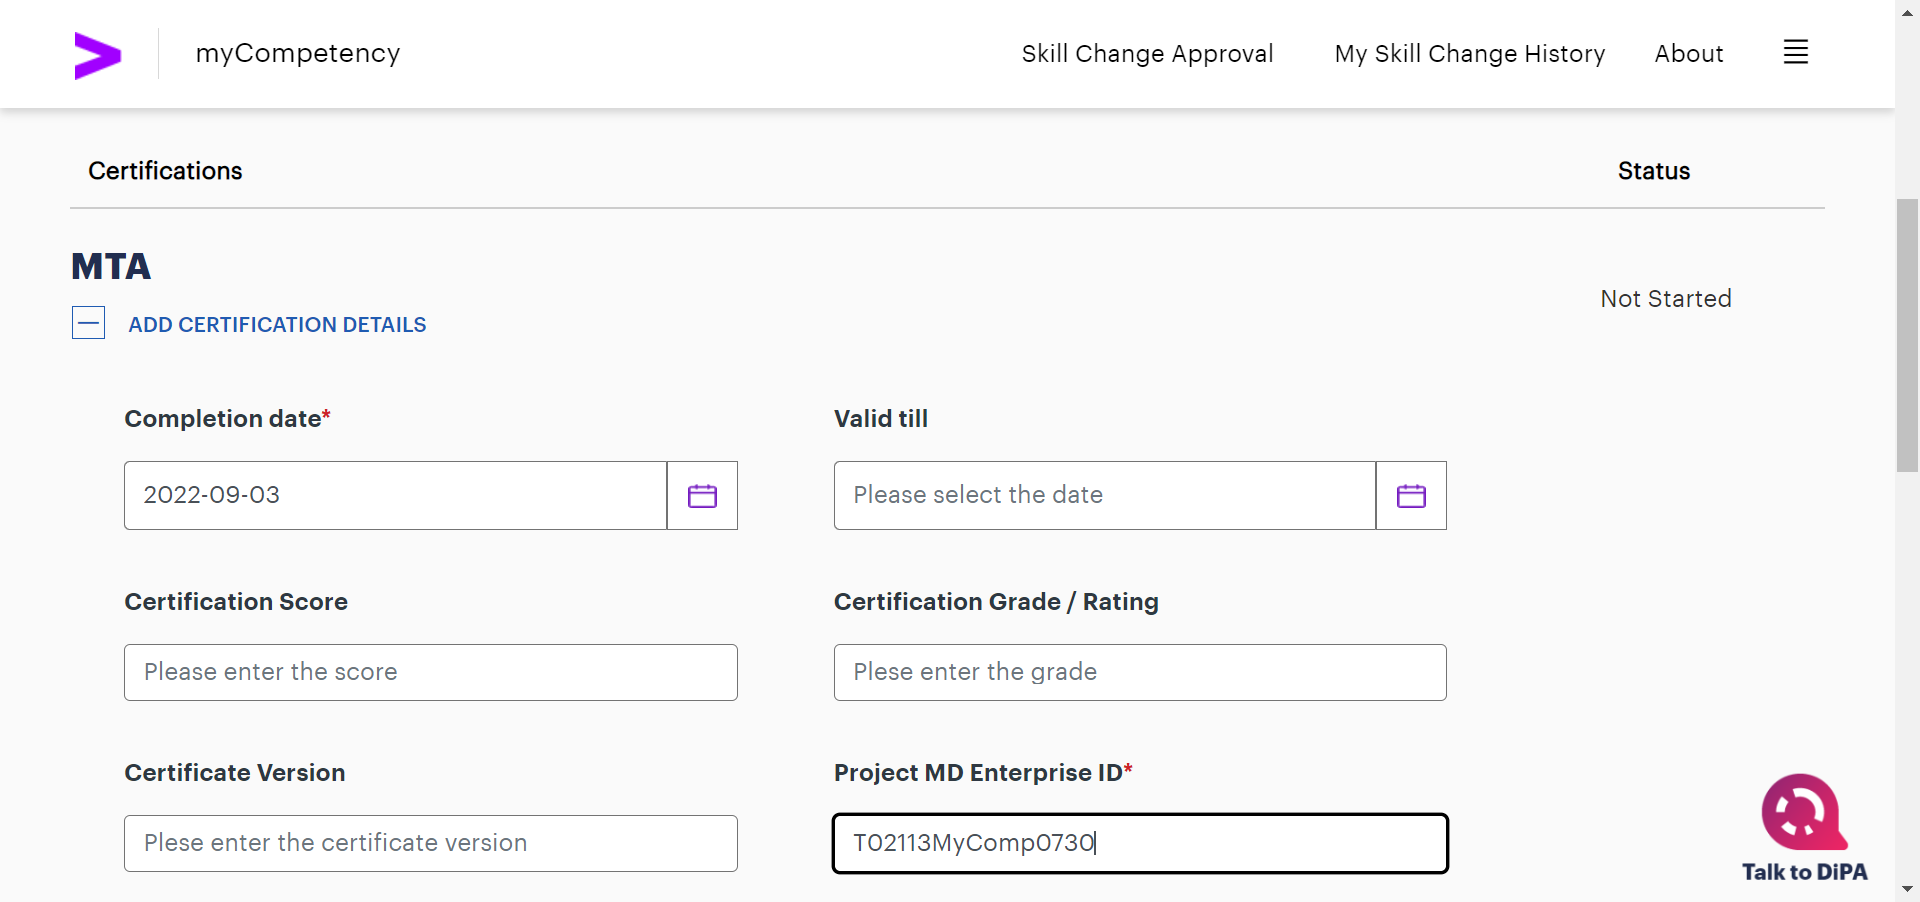 myCompetency
Skill Change Approval
My Skill Change History
About
Certifications
Status
MTA
Not Started
ADD CERTIFICATION DETAILS
Completion date*
Valid till
2022-09-03
Please select the date
Certification Score
Certification Grade / Rating
Please enter the score
Plese enter the grade
Certificate Version
Project MD Enterprise ID*
Plese enter the certificate version
T02113MyComp0730
Talk to DiPA